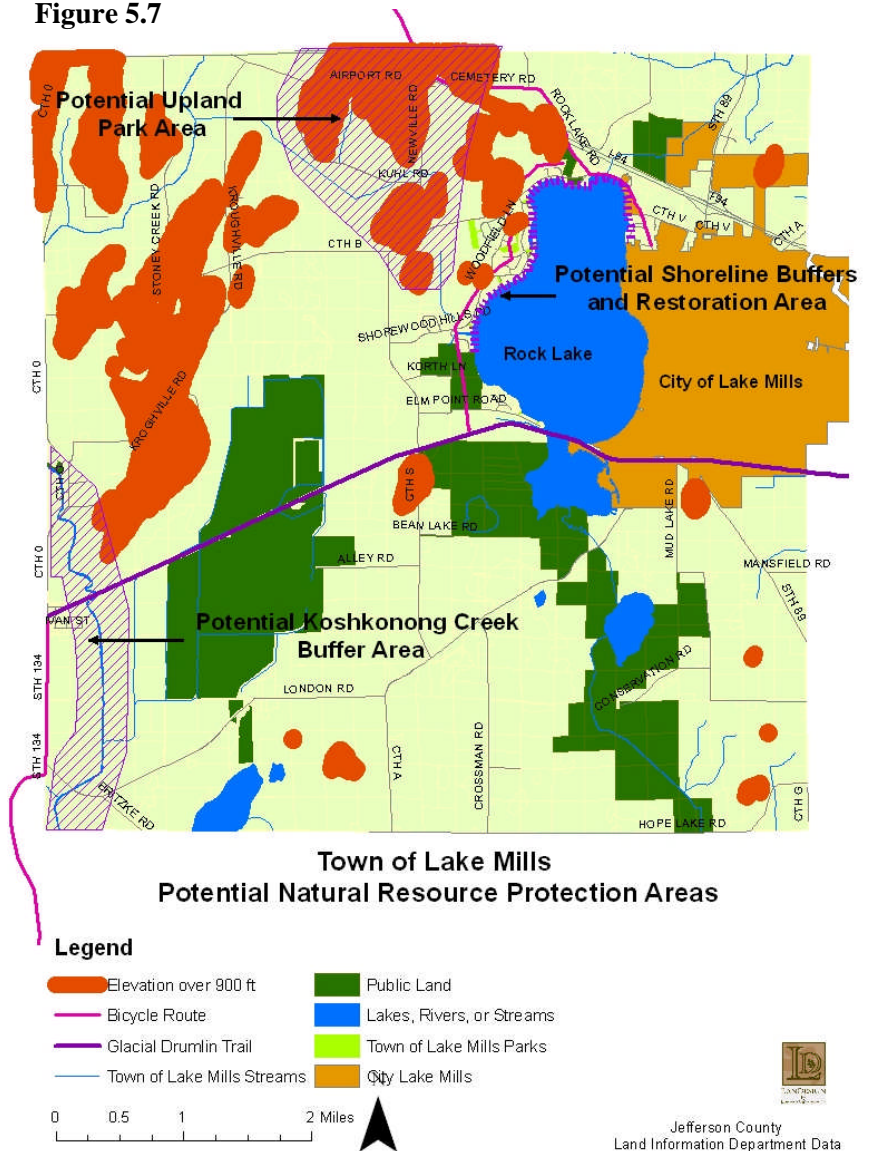 Figure 5.7
AIRPORT RD
CEMETERY RD
CTH O
Potential Upland
Park Area
NEWVILLE RD
ROCK LAKE RD
STH 89
I-94
KUHL RD
I-94
STONEY CREEK RD
KROUGHVILLE RD
WOODFIELD LN
CTH V
CTH V
CTH A
CTH B
Potential Shoreline Buffers
and Restoration Area
SHOREWOOD HILLS RD
Rock Lake
KORTH LN
CTH O
City of Lake Mills
ELM POINT ROAD
KROGHVILLE RD
CTH O
CTH S
MUD LAKE RD
BEAN LAKE RD
CTH O
ALLEY RD
MANSFIELD RD
STH 89
VAN ST
Potential Koshkonong Creek
Buffer Area
STH 134
CONSERVATION RD
LONDON RD
STH 134
CTH A
CROSSMAN RD
BRITZKE RD
CTH G
HOPE LAKE RD
Town of Lake Mills
Potential Natural Resource Protection Areas
Legend
Elevation over 900 ft
Public Land
Bicycle Route
Lakes, Rivers, or Streams
Glacial Drumlin Trail
Town of Lake Mills Parks
Town of Lake Mills Streams
City Lake Mills
N
0 0.5 1 2 Miles
Jefferson County
Land Information Department Data